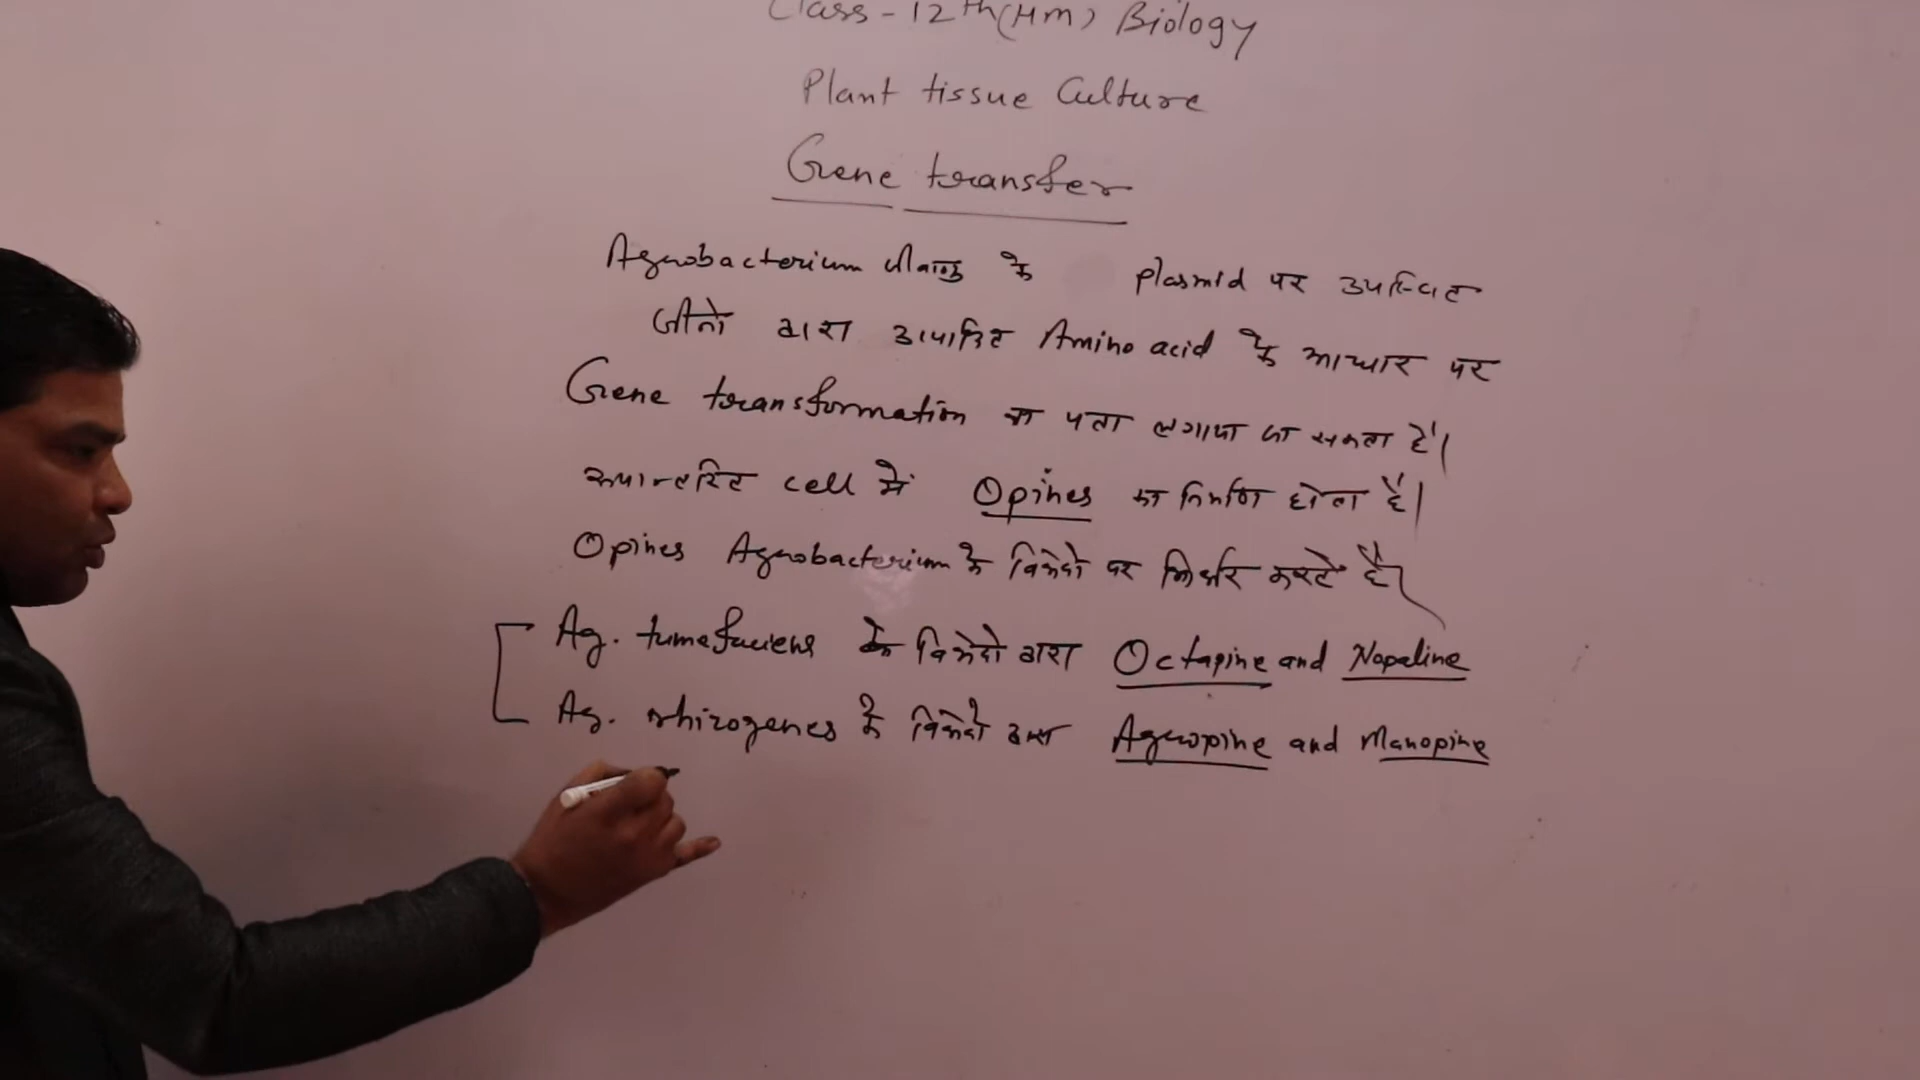 Class - 12th (HM) Biology
Plant tissue Culture
Gene transfer
Agrobacterium जीवाणु के plasmid पर उपस्थित
जीनो द्वारा उत्पादित Amino acid के आधार पर
Gene transformation का पता लगाया जा सकता है।
रूपान्तरित cell में Opines का निर्माण होता है।
Opines Agrobacterium के विभेदो पर निर्भर करते है।
Ag. tumefaciens के विभेदो द्वारा Octapine and Nopaline
Ag. rhizogenes के विभेदो द्वारा Agropine and Manopine